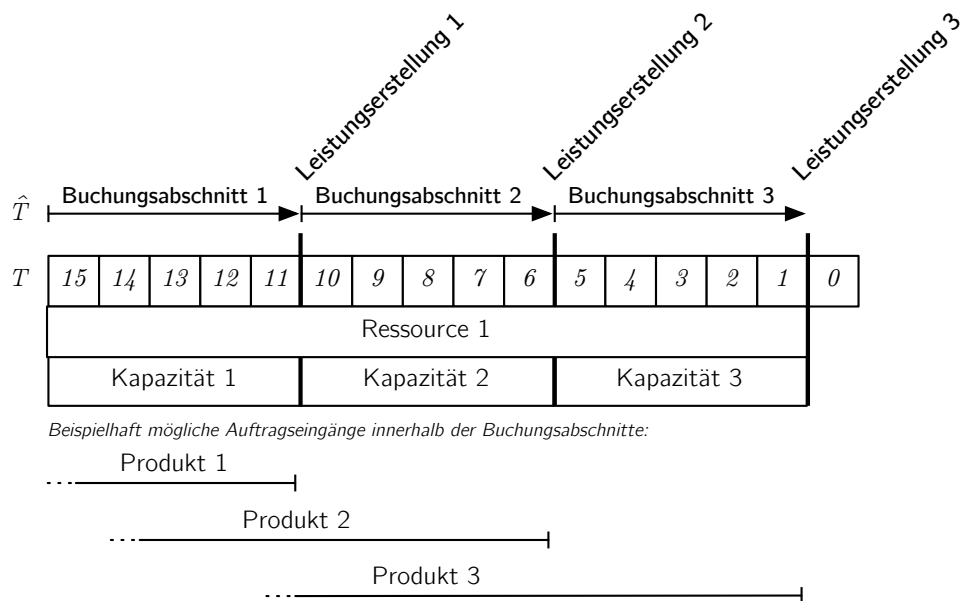 Leistungserstellung 1
Leistungserstellung 2
Leistungserstellung 3
T̂ Buchungsabschnitt 1 Buchungsabschnitt 2 Buchungsabschnitt 3
T 15 14 13 12 11 10 9 8 7 6 5 4 3 2 1 0
Ressource 1
Kapazität 1 Kapazität 2 Kapazität 3
Beispielhaft mögliche Auftragseingänge innerhalb der Buchungsabschnitte:
Produkt 1
Produkt 2
Produkt 3